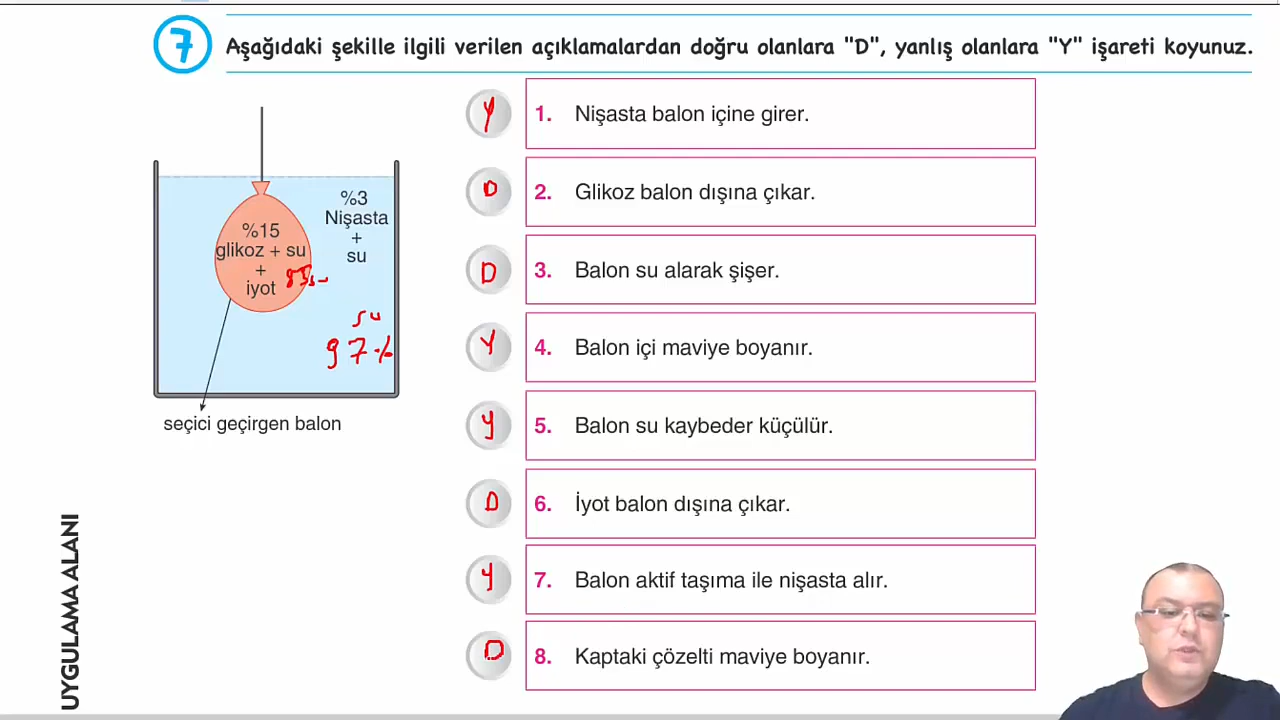 7 Aşağıdaki şekille ilgili verilen açıklamalardan doğru olanlara "D", yanlış olanlara "Y" işareti koyunuz.
%15
glikoz + su
+
iyot
%3
Nişasta
+
su
su
97%
seçici geçirgen balon
Y 1. Nişasta balon içine girer.
D 2. Glikoz balon dışına çıkar.
D 3. Balon su alarak şişer.
Y 4. Balon içi maviye boyanır.
Y 5. Balon su kaybeder küçülür.
D 6. İyot balon dışına çıkar.
Y 7. Balon aktif taşıma ile nişasta alır.
D 8. Kaptaki çözelti maviye boyanır.
UYGULAMA ALANI